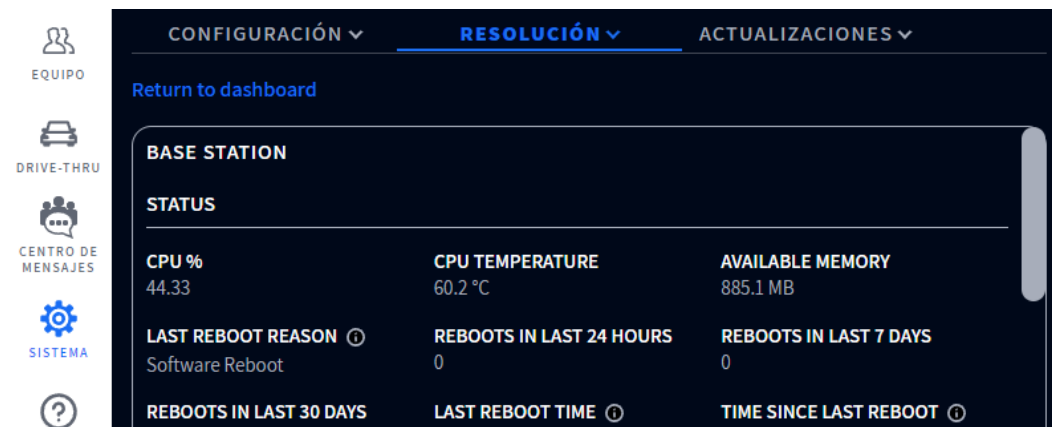 EQUIPO
DRIVE-THRU
CENTRO DE
MENSAJES
SISTEMA
CONFIGURACIÓN RESOLUCIÓN ACTUALIZACIONES
Return to dashboard
BASE STATION
STATUS
CPU % CPU TEMPERATURE AVAILABLE MEMORY
44.33 60.2 °C 885.1 MB
LAST REBOOT REASON REBOOTS IN LAST 24 HOURS REBOOTS IN LAST 7 DAYS
Software Reboot 0 0
REBOOTS IN LAST 30 DAYS LAST REBOOT TIME TIME SINCE LAST REBOOT